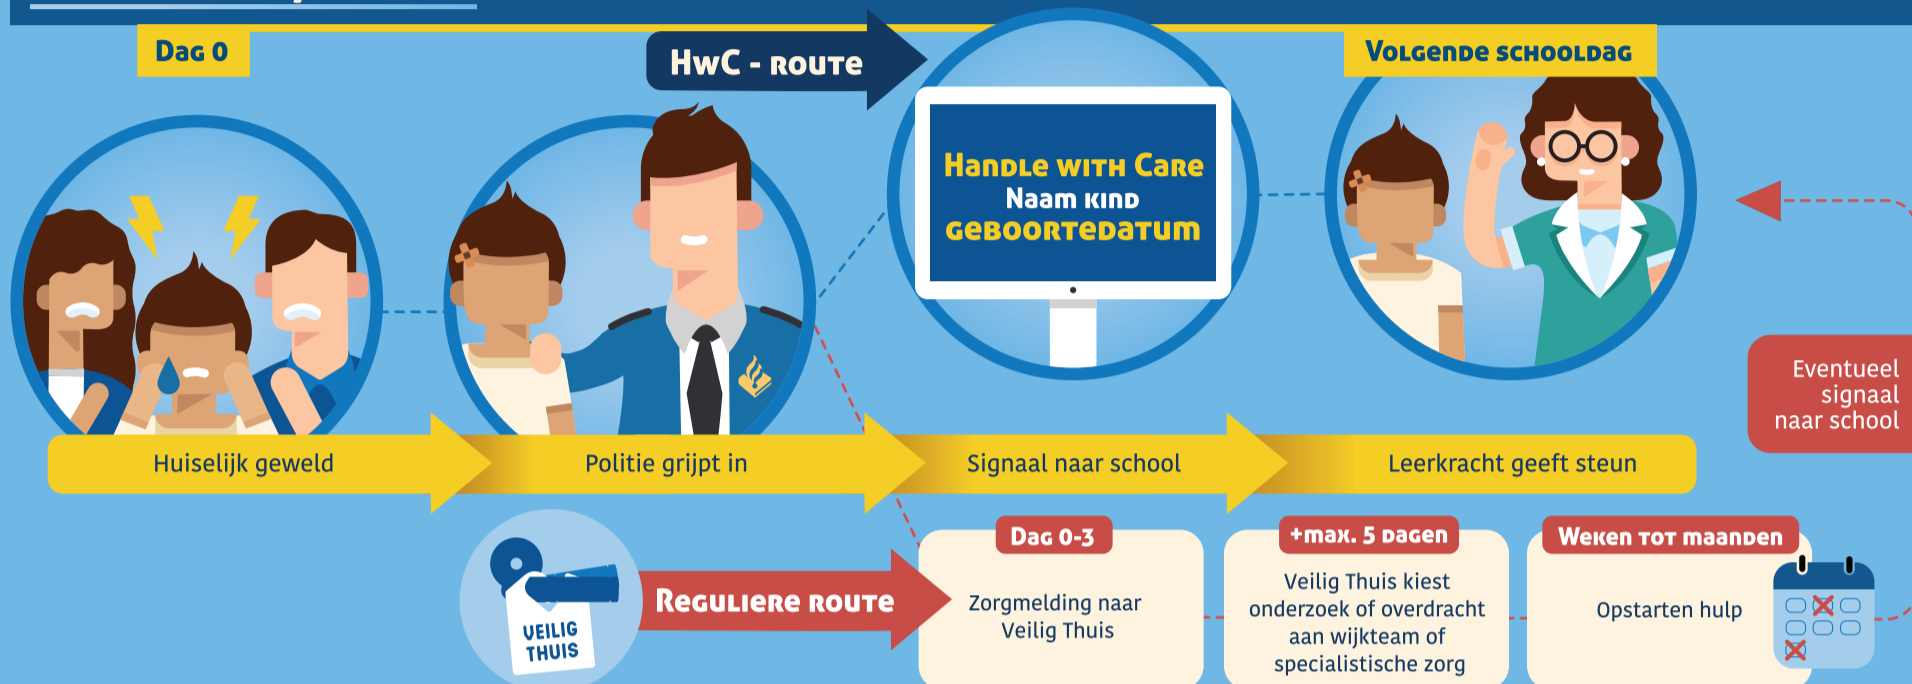 Dag 0
HwC - route
Volgende schooldag
Handle with Care
Naam kind
geboortedatum
Eventueel
signaal
naar school
Huiselijk geweld
Politie grijpt in
Signaal naar school
Leerkracht geeft steun
VEILIG
THUIS
Reguliere route
Dag 0-3
Zorgmelding naar
Veilig Thuis
+max. 5 dagen
Veilig Thuis kiest
onderzoek of overdracht
aan wijkteam of
specialistische zorg
Weken tot maanden
Opstarten hulp